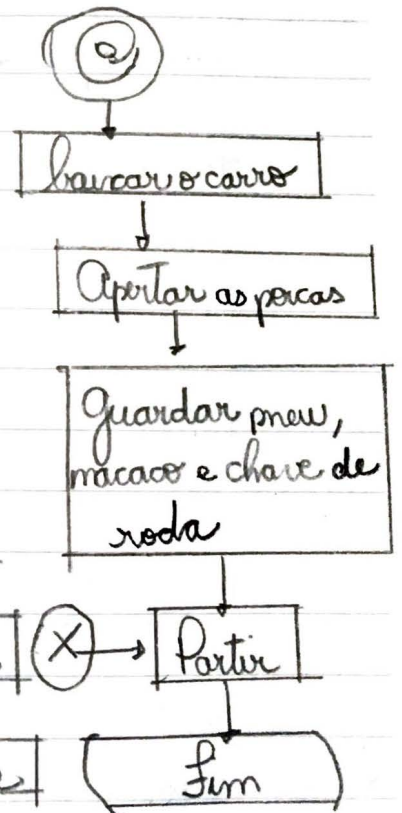 @
baixar o carro
Apertar as porcas
Guardar pneu,
macaco e chave de
roda
X
Partir
Fim